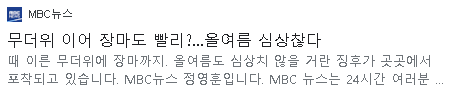 MBC뉴스
무더위 이어 장마도 빨리?...올여름 심상찮다
때 이른 무더위에 장마까지. 올여름도 심상치 않을 거란 징후가 곳곳에서
포착되고 있습니다. MBC뉴스 정영훈입니다. MBC 뉴스는 24시간 여러분 ...